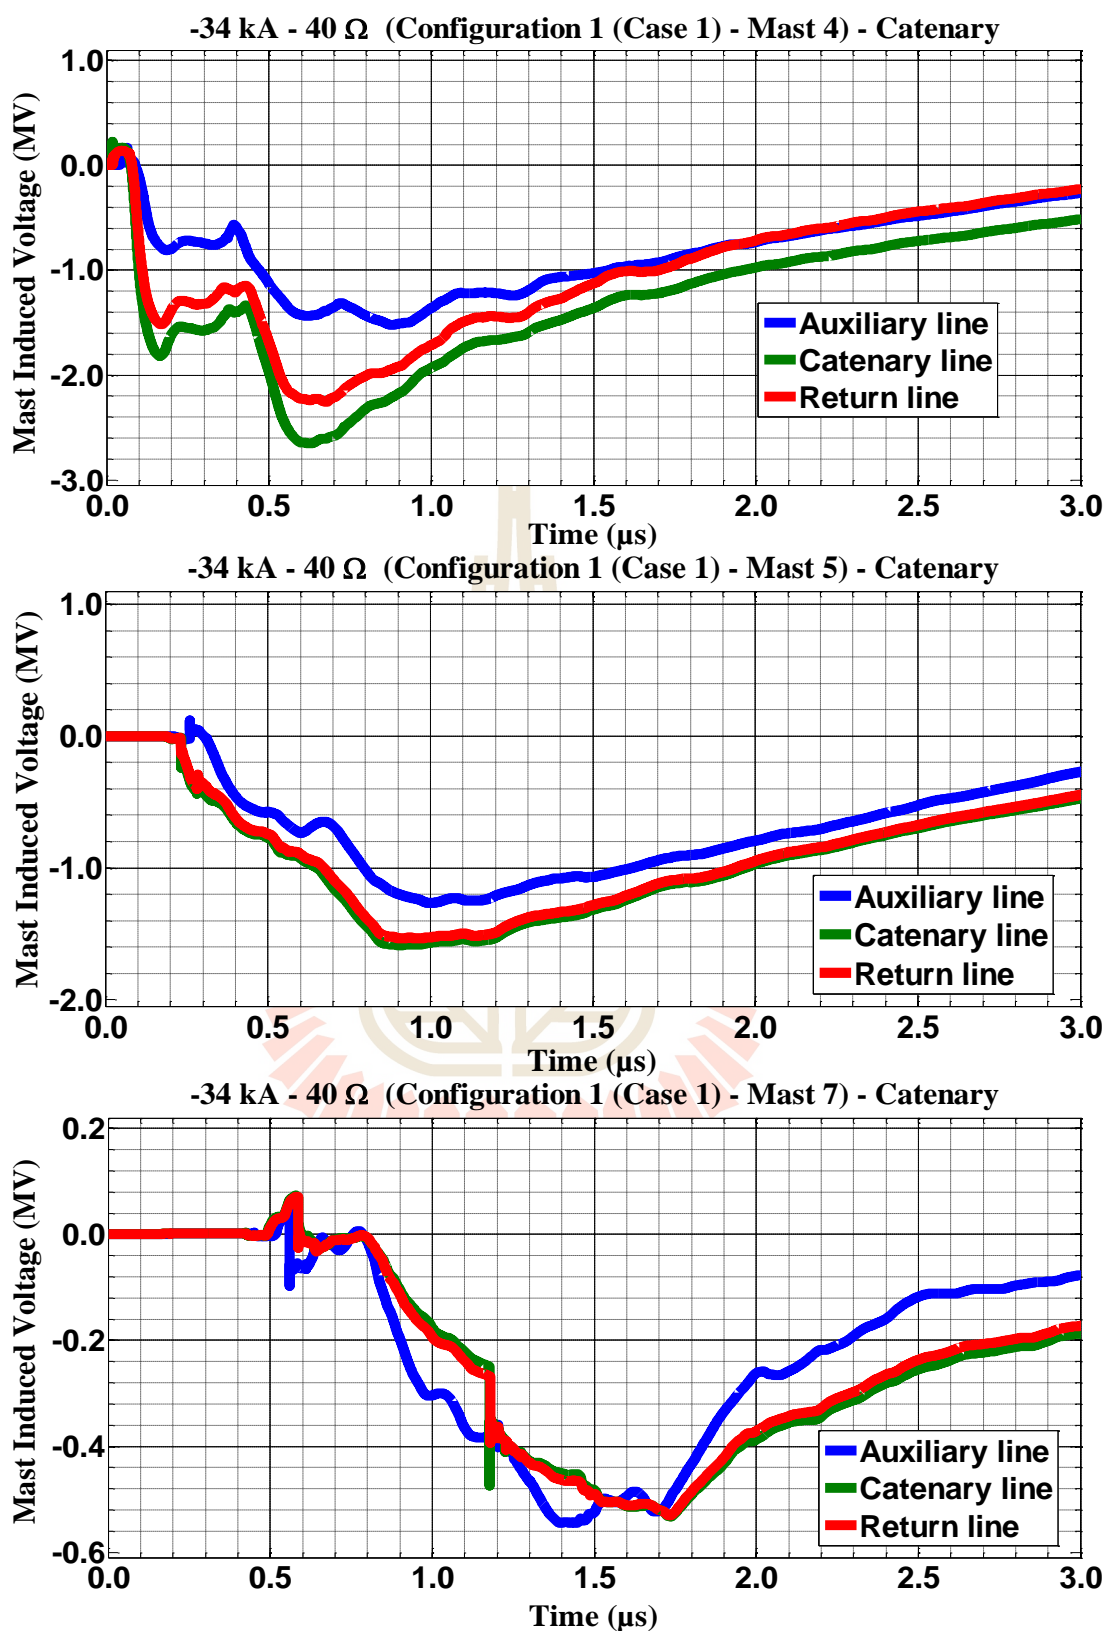 -34 kA - 40 Ω (Configuration 1 (Case 1) - Mast 4) - Catenary
Mast Induced Voltage (MV)
1.0
0.0
-1.0
-2.0
-3.0
Auxiliary line
Catenary line
Return line
0.0 0.5 1.0 1.5 2.0 2.5 3.0
Time (µs)
-34 kA - 40 Ω (Configuration 1 (Case 1) - Mast 5) - Catenary
Mast Induced Voltage (MV)
1.0
0.0
-1.0
-2.0
Auxiliary line
Catenary line
Return line
0.0 0.5 1.0 1.5 2.0 2.5 3.0
Time (µs)
-34 kA - 40 Ω (Configuration 1 (Case 1) - Mast 7) - Catenary
Mast Induced Voltage (MV)
0.2
0.0
-0.2
-0.4
-0.6
Auxiliary line
Catenary line
Return line
0.0 0.5 1.0 1.5 2.0 2.5 3.0
Time (µs)